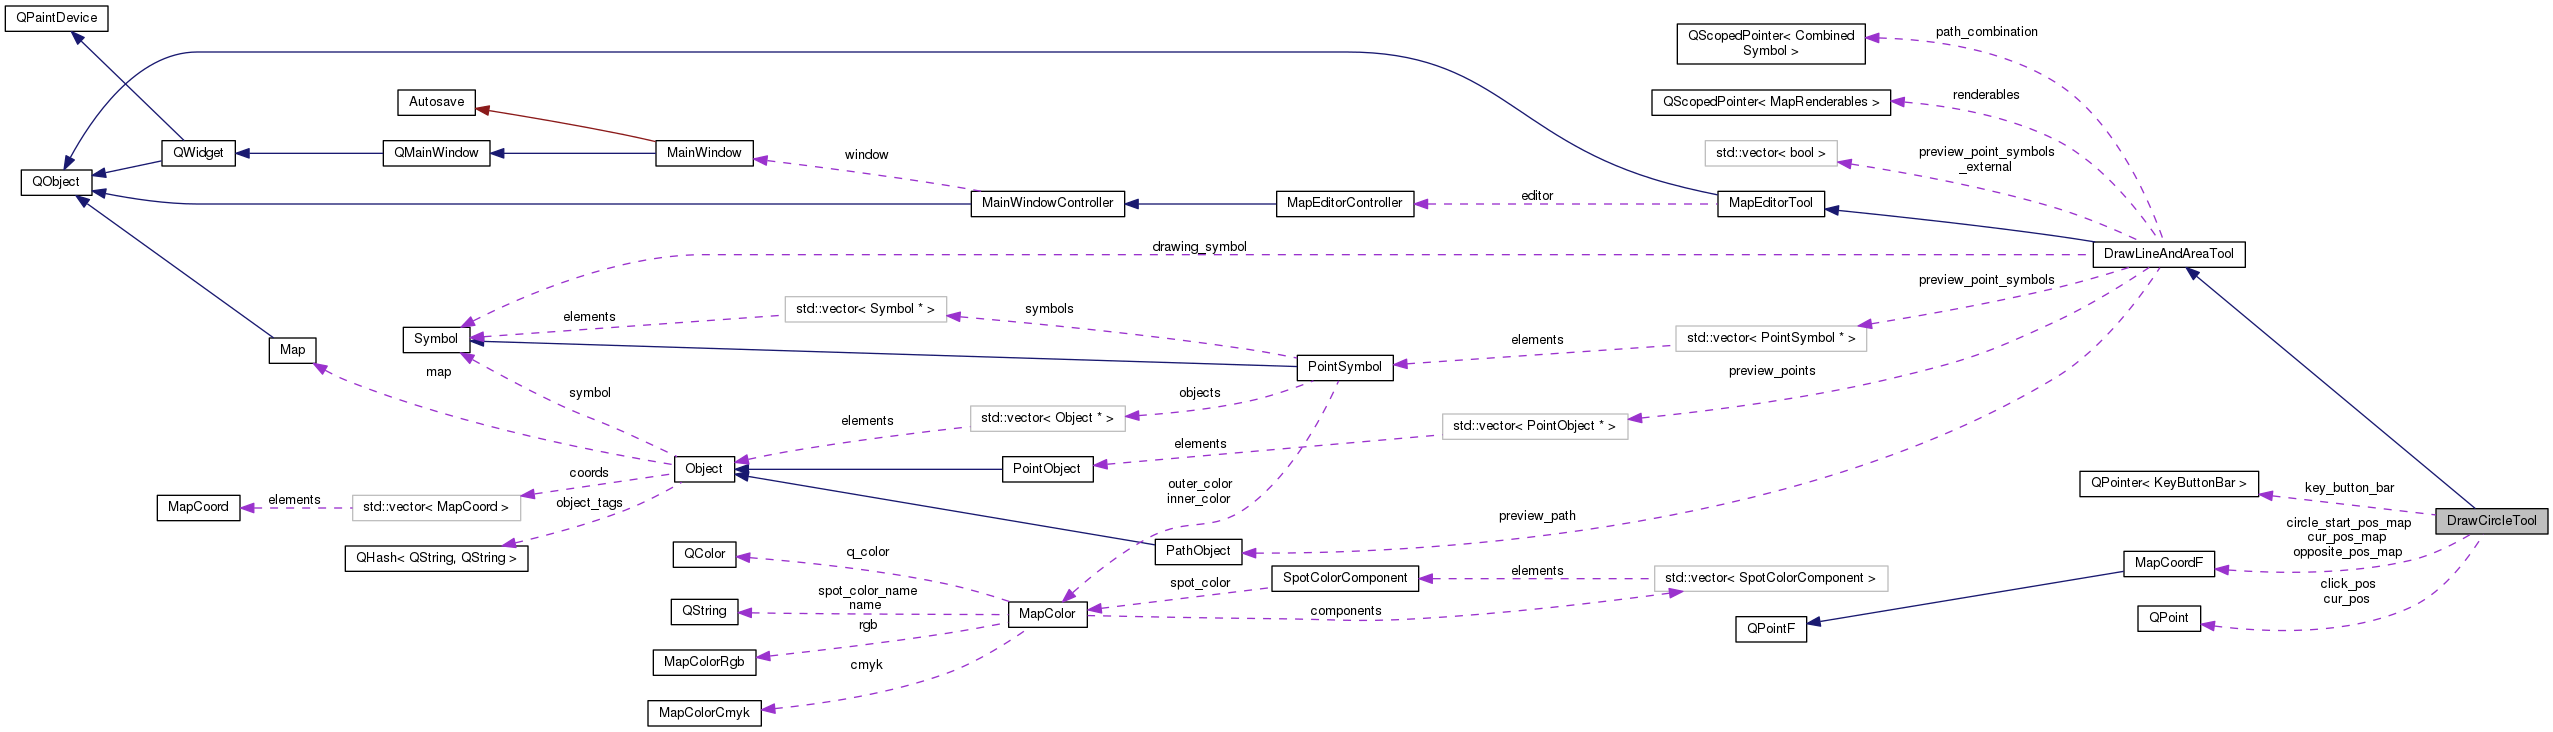 QPaintDevice
QScopedPointer< Combined
Symbol >
path_combination
Autosave
QScopedPointer< MapRenderables >
renderables
QWidget
QMainWindow
MainWindow
window
std::vector< bool >
preview_point_symbols
_external
QObject
MainWindowController
MapEditorController
editor
MapEditorTool
drawing_symbol
DrawLineAndAreaTool
preview_point_symbols
elements
std::vector< Symbol * >
symbols
Symbol
Map
elements
std::vector< PointSymbol * >
map
symbol
PointSymbol
preview_points
objects
elements
std::vector< Object * >
std::vector< PointObject * >
elements
Object
PointObject
coords
MapCoord
elements
std::vector< MapCoord >
object_tags
outer_color
inner_color
QPointer< KeyButtonBar >
key_button_bar
preview_path
DrawCircleTool
circle_start_pos_map
cur_pos_map
opposite_pos_map
QHash< QString, QString >
QColor
q_color
PathObject
MapCoordF
SpotColorComponent
spot_color
elements
std::vector< SpotColorComponent >
spot_color_name
name
QString
MapColor
components
click_pos
cur_pos
QPoint
rgb
QPointF
MapColorRgb
cmyk
MapColorCmyk